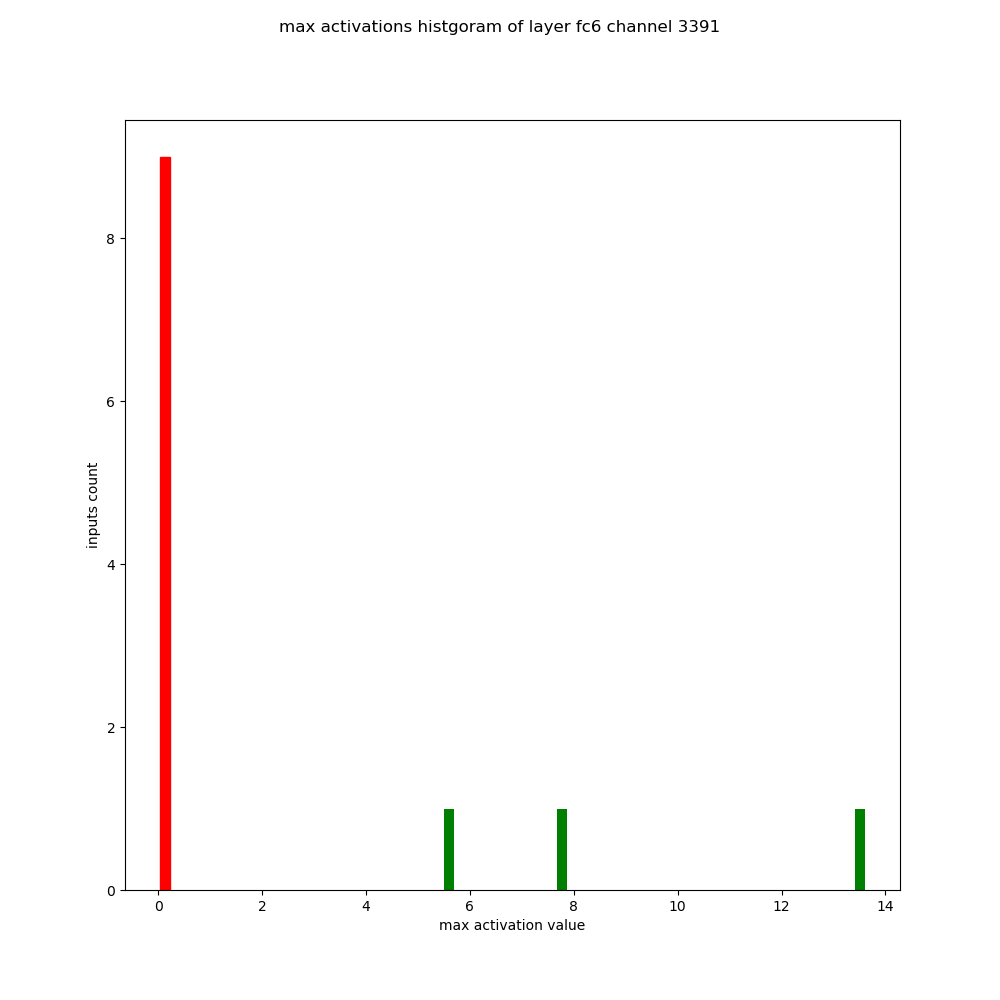 max activations histgoram of layer fc6 channel 3391
8
6
4
2
0
inputs count
0 2 4 6 8 10 12 14
max activation value